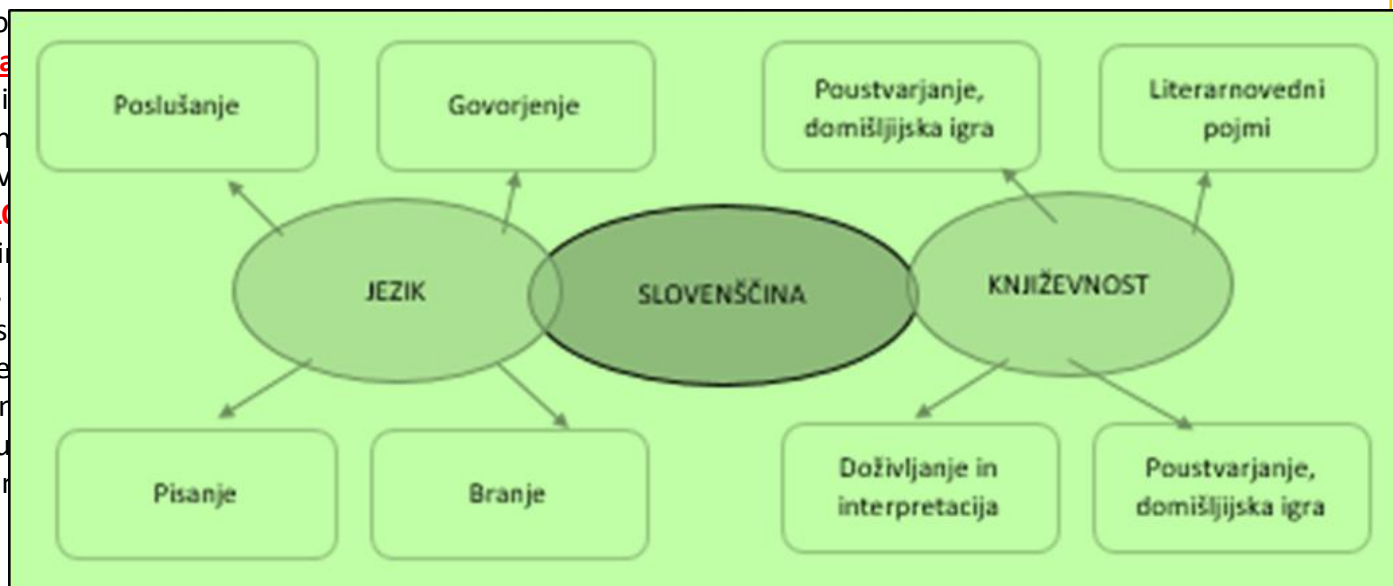 Poslušanje
Govorjenje
Poustvarjanje,
domišljijska igra
Literarnovedni
pojmi
JEZIK
SLOVENŠČINA
KNJIŽEVNOST
Pisanje
Branje
Doživljanje in
interpretacija
Poustvarjanje,
domišljijska igra